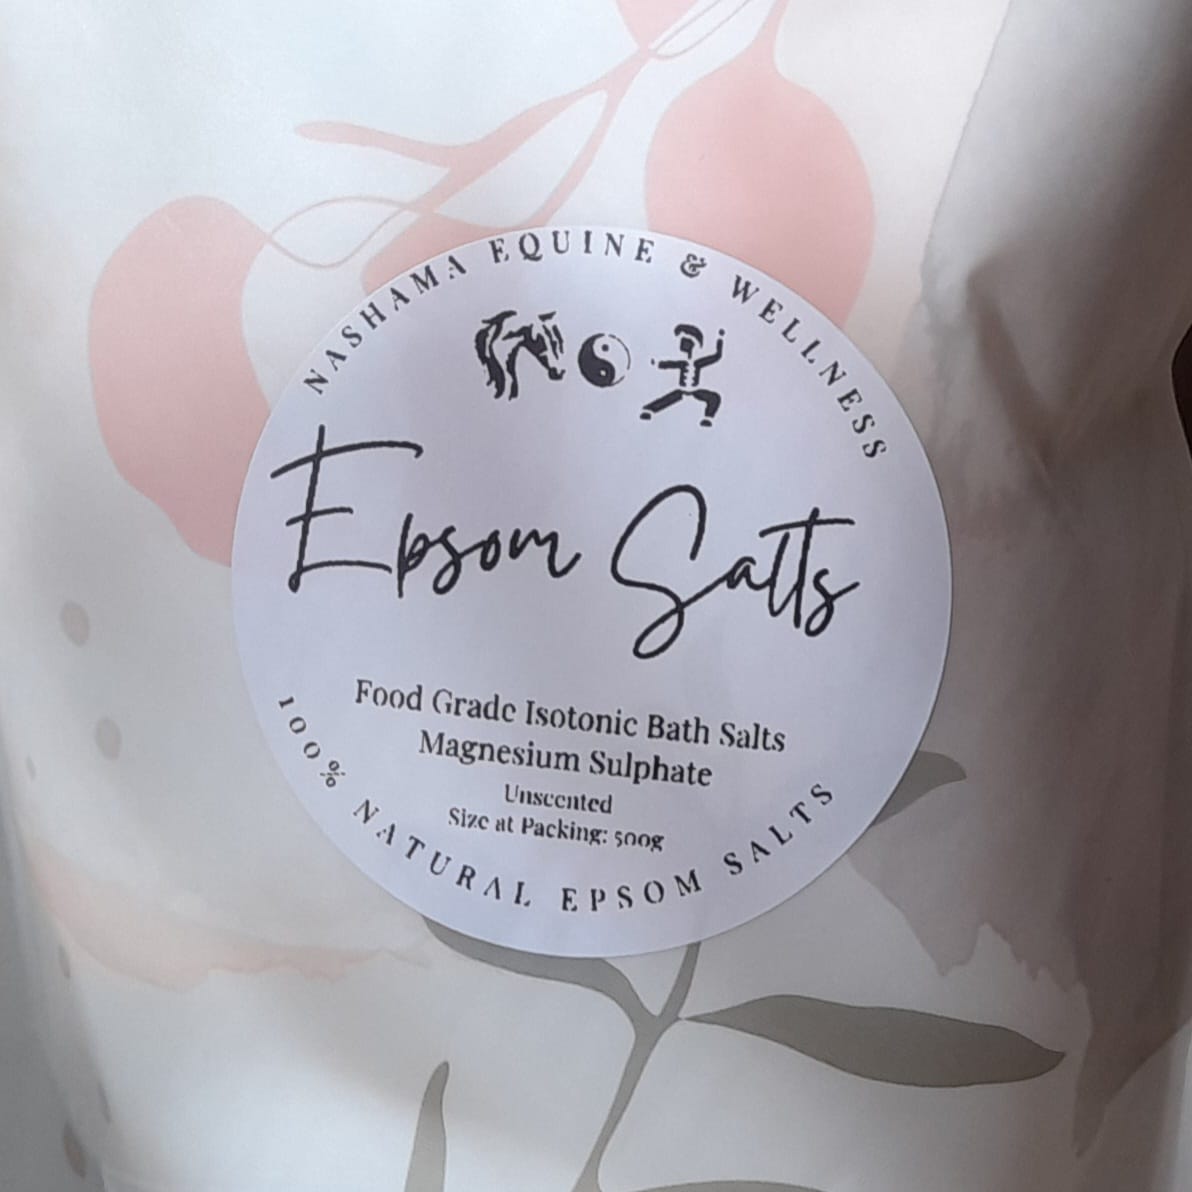 NASHAMA EQUINE & WELLNESS
Epsom Salts
Food Grade Isotonic Bath Salts
Magnesium Sulphate
Unscented
Size at Packing: 500g
100% NATURAL EPSOM SALTS